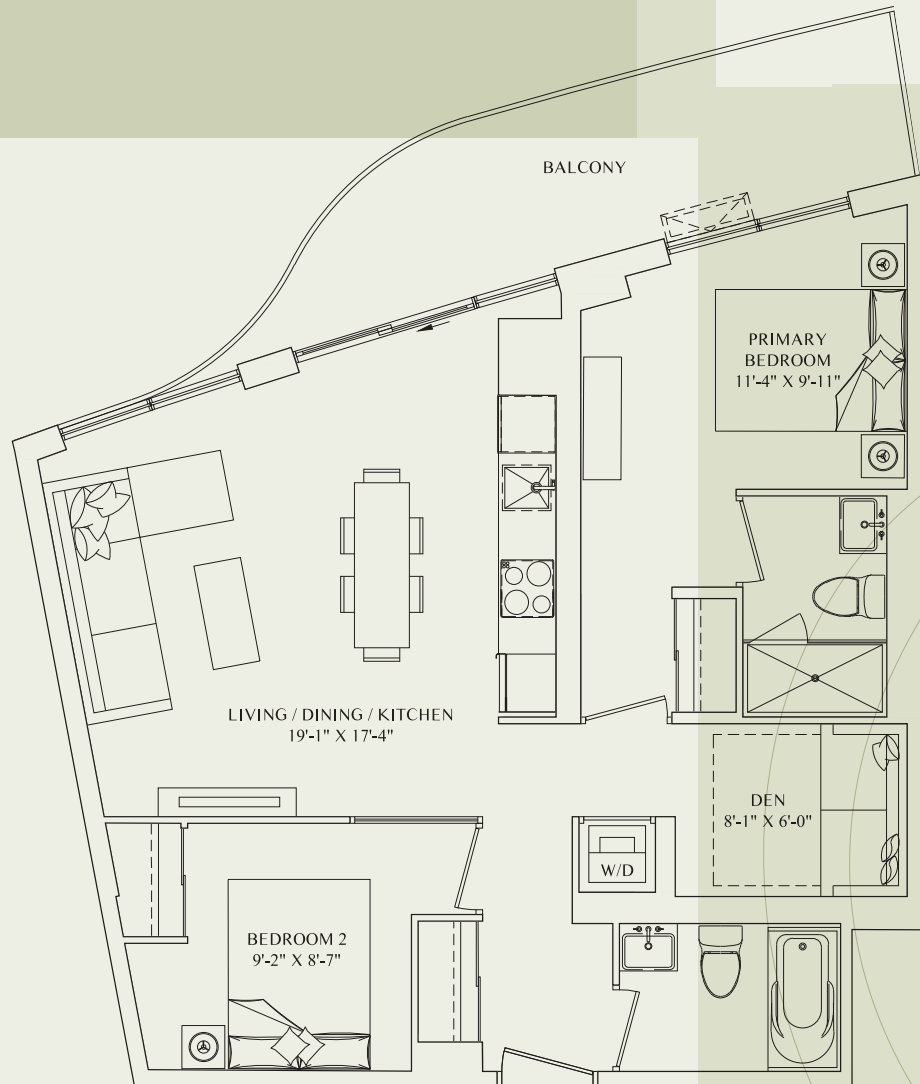 BALCONY
PRIMARY
BEDROOM
11'-4" X 9'-11"
LIVING / DINING / KITCHEN
19'-1" X 17'-4"
DEN
8'-1" X 6'-0"
W/D
BEDROOM 2
9'-2" X 8'-7"